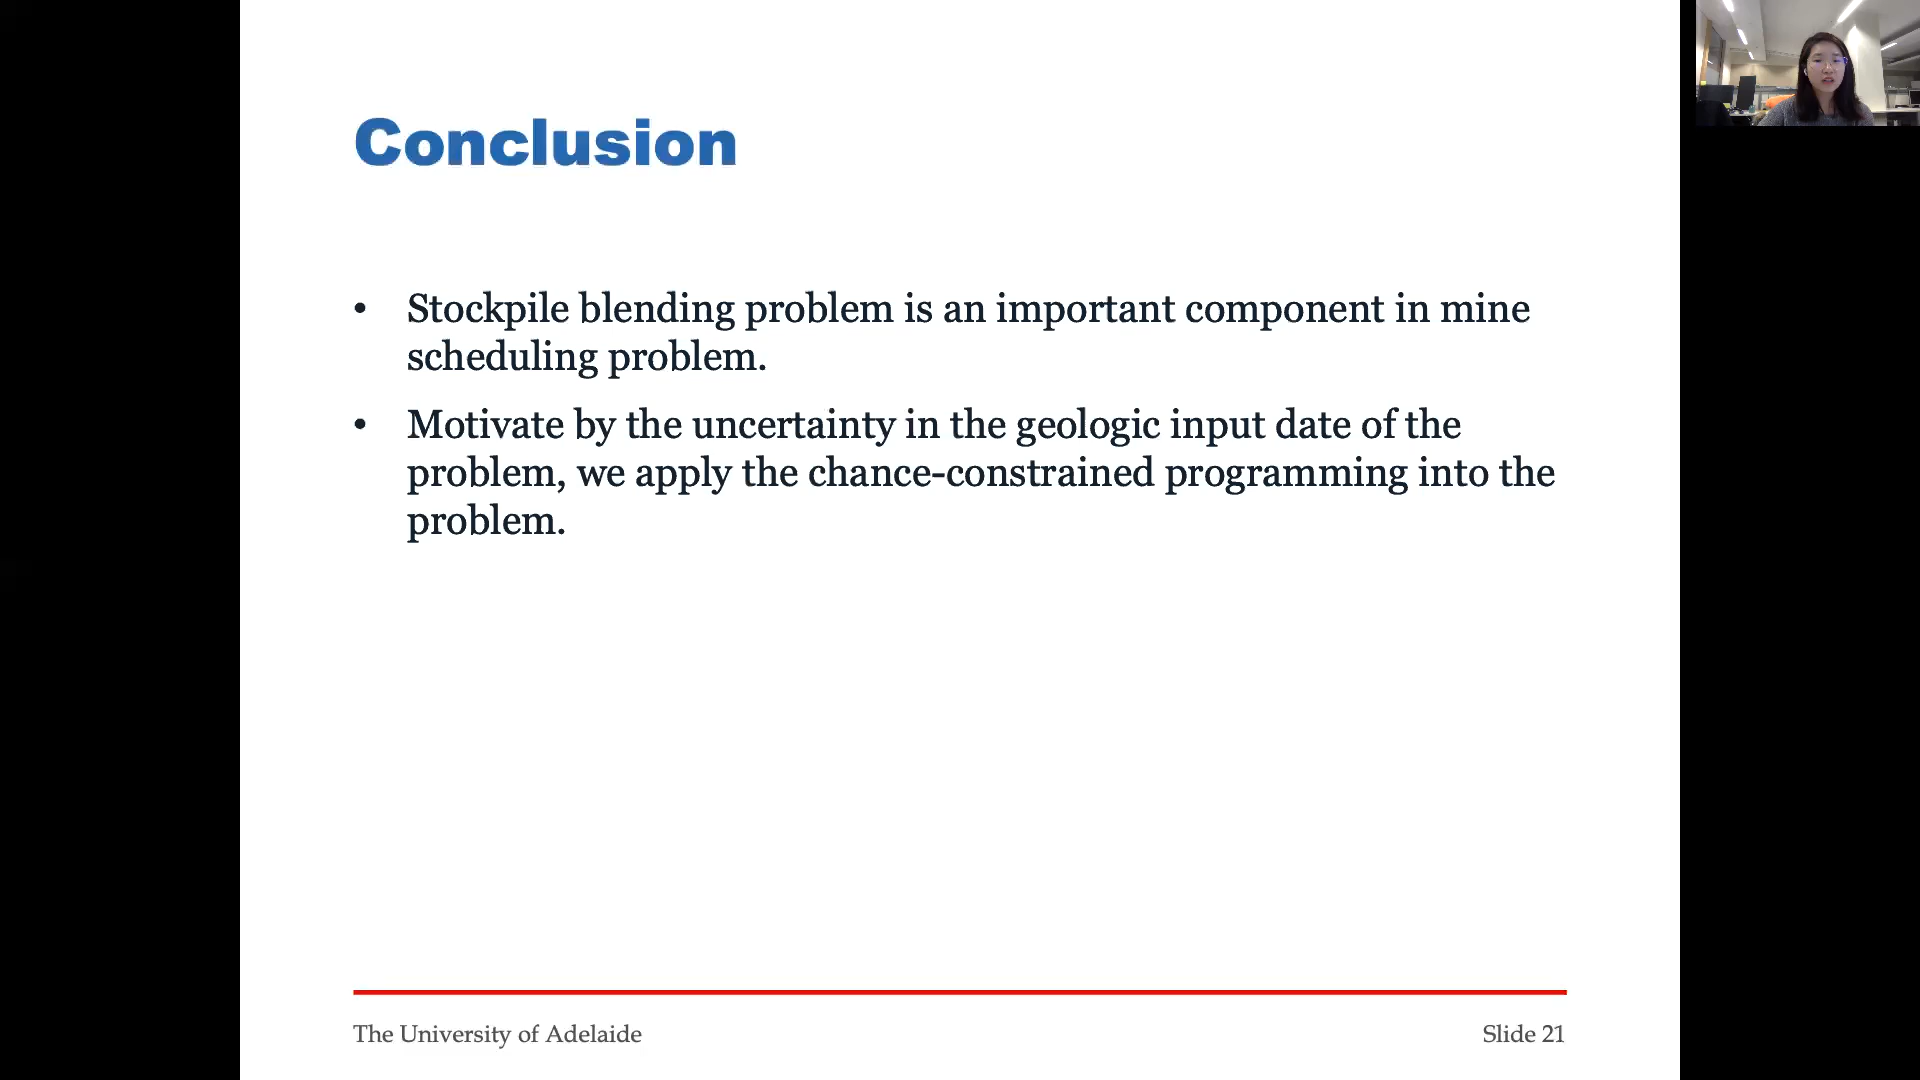 Conclusion
• Stockpile blending problem is an important component in mine
scheduling problem.
• Motivate by the uncertainty in the geologic input date of the
problem, we apply the chance-constrained programming into the
problem.
The University of Adelaide
Slide 21